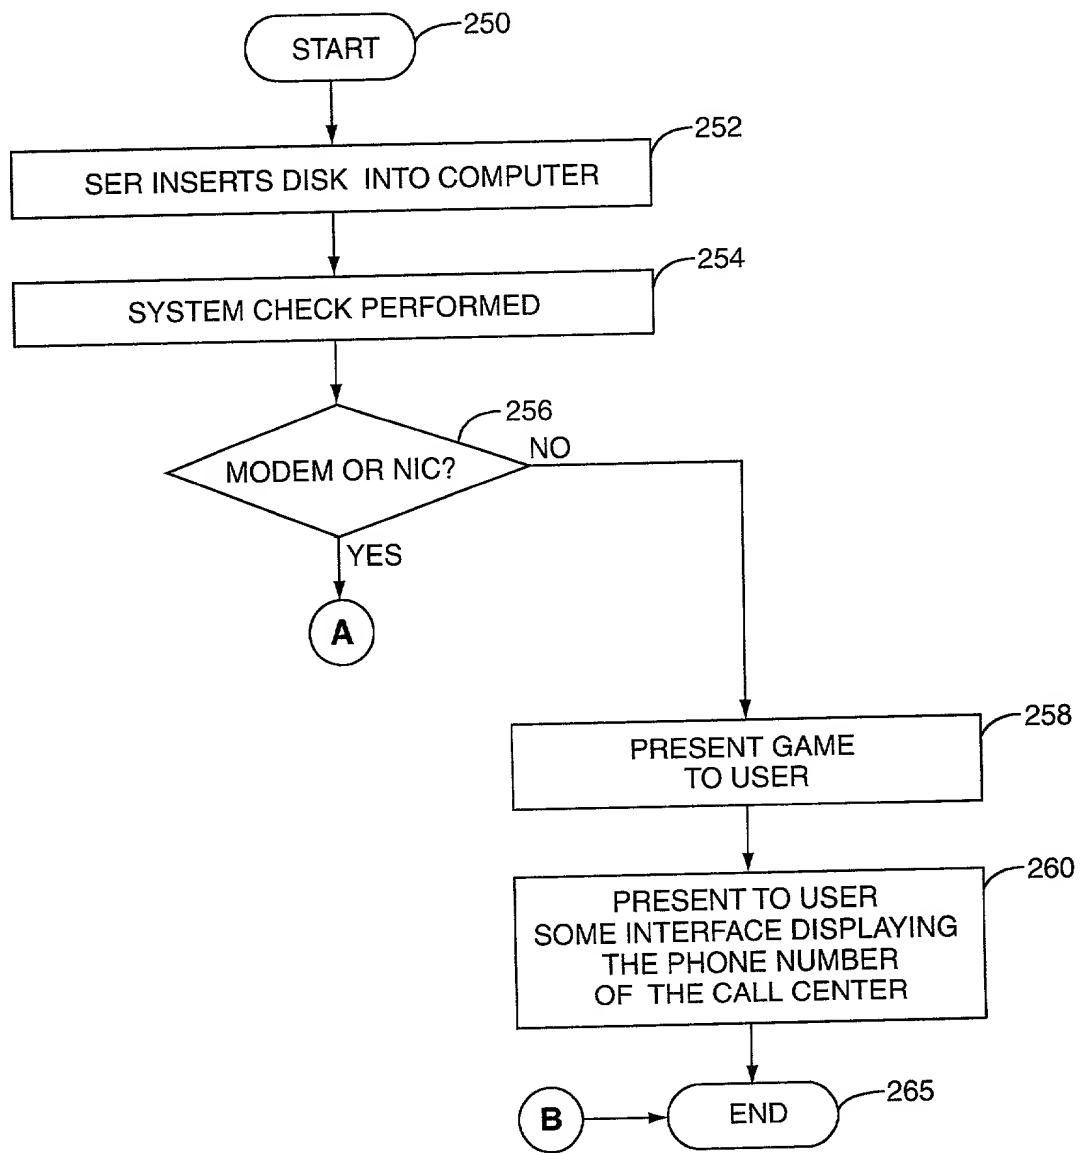 START
250
252
SER INSERTS DISK INTO COMPUTER
254
SYSTEM CHECK PERFORMED
256
MODEM OR NIC?
NO
YES
A
258
PRESENT GAME
TO USER
260
PRESENT TO USER
SOME INTERFACE DISPLAYING
THE PHONE NUMBER
OF THE CALL CENTER
B
END
265